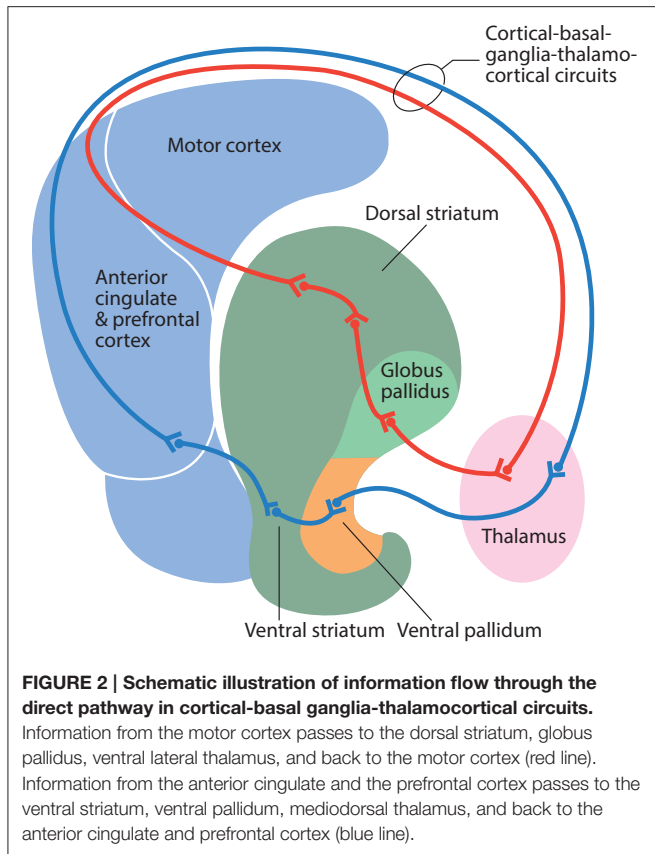 Cortical-basal-
ganglia-thalamo-
cortical circuits
Motor cortex
Dorsal striatum
Anterior
cingulate
& prefrontal
cortex
Globus
pallidus
Thalamus
Ventral striatum
Ventral pallidum
FIGURE 2 | Schematic illustration of information flow through the
direct pathway in cortical-basal ganglia-thalamocortical circuits.
Information from the motor cortex passes to the dorsal striatum, globus
pallidus, ventral lateral thalamus, and back to the motor cortex (red line).
Information from the anterior cingulate and the prefrontal cortex passes to the
ventral striatum, ventral pallidum, mediodorsal thalamus, and back to the
anterior cingulate and prefrontal cortex (blue line).